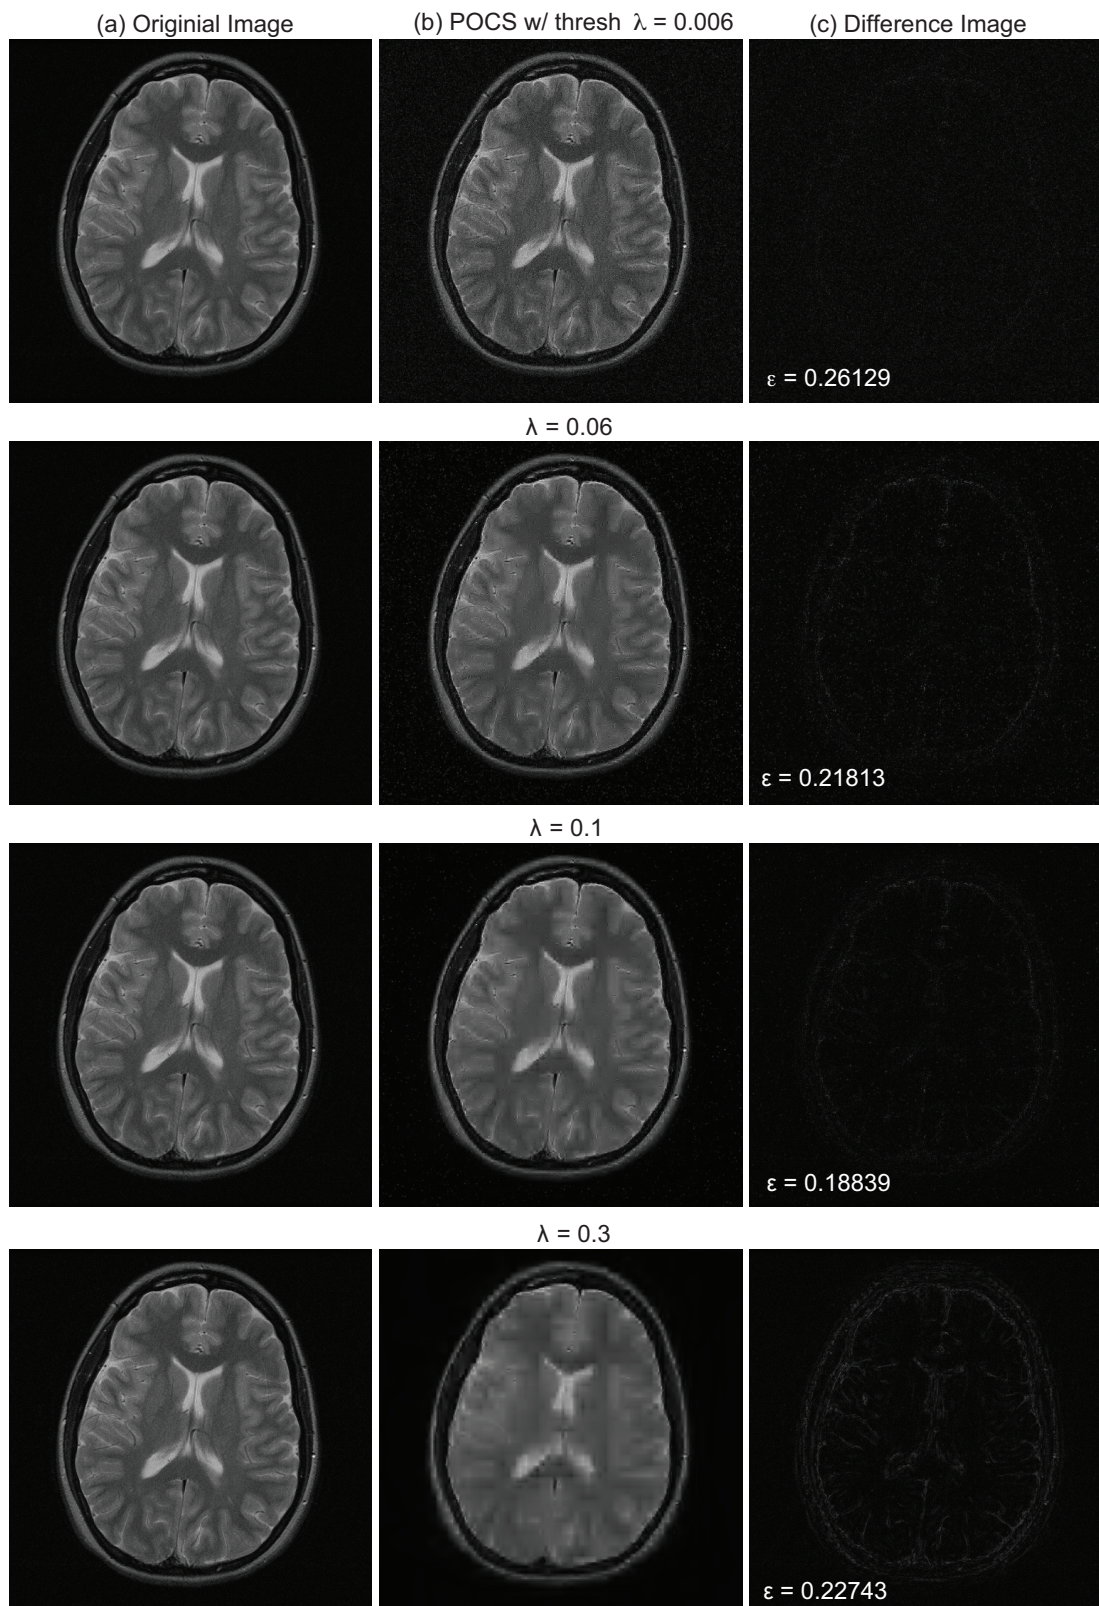 (a) Originial Image
(b) POCS w/ thresh λ = 0.006
(c) Difference Image
ε = 0.26129
λ = 0.06
ε = 0.21813
λ = 0.1
ε = 0.18839
λ = 0.3
ε = 0.22743